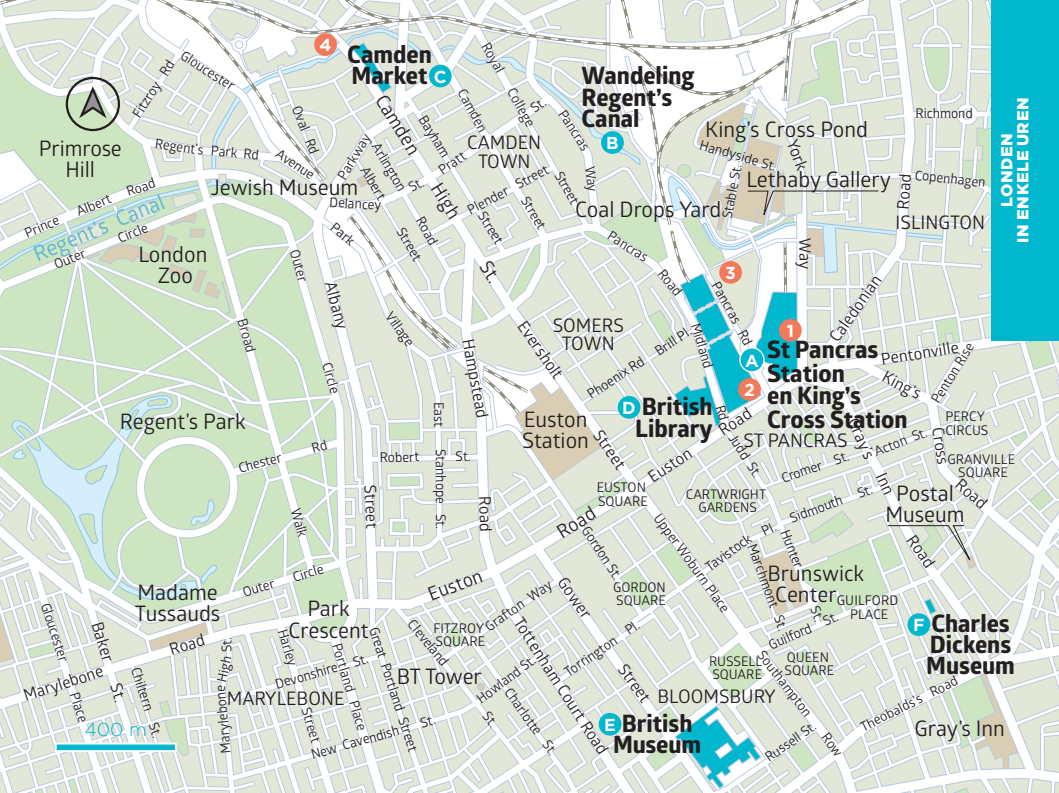 LONDEN
IN ENKELE UREN
4
Camden
Market
C
Royal
College
St.
Wandeling
Regent's
Canal
B
Fitzroy Rd
Gloucester
Avenue
Oval Rd
Primrose
Hill
Regent's Park Rd
Parkway
Arlington
St.
Albert
Street
Camden
High
St.
Bayham
Street
Pratt
Street
Camden
Street
CAMDEN
TOWN
Plender Street
Pancras
Way
King's Cross Pond
Handyside St.
Stable St.
York
Way
Lethaby Gallery
Richmond
Copenhagen
Road
ISLINGTON
Caledonian
Jewish Museum
Delancey
Park
Village
Prince Albert Road
Regent's Canal
Outer Circle
London
Zoo
Coal Drops Yard
Pancras
Road
3
Pancras Rd
Outer
Circle
Albany
Street
Broad
Walk
Hampstead
Road
Eversholt
Street
SOMERS
TOWN
Brill Pl.
Phoenix Rd
Midland
Rd
1
A
2
St Pancras
Station
en King's
Cross Station
Pentonville
Penton Rise
King's
Cross
Road
PERCY
CIRCUS
D
British
Library
ST PANCRAS
Euston
Station
Regent's Park
Chester
Rd
East
Robert
St.
Stanhope
St.
Euston
Road
Judd St.
Cromer St.
Acton St.
Gray's
Inn
Road
GRANVILLE
SQUARE
EUSTON
SQUARE
CARTWRIGHT
GARDENS
Sidmouth St.
Postal
Museum
Upper Woburn Place
Tavistock Pl.
Hunter
St.
Marchmont
St.
Brunswick
Center
GUILFORD
PLACE
Guilford St.
Road
Gordon St.
GORDON
SQUARE
Madame
Tussauds
Outer Circle
Euston
Park
Crescent
FITZROY
SQUARE
Grafton Way
Gower
Street
Tottenham Court Road
Torrington Pl.
Cleveland
St.
Howland St.
Charlotte
St.
BT Tower
Great Portland Street
Portland Place
Devonshire St.
Harley
Street
New Cavendish St.
Marylebone High St.
MARYLEBONE
Marylebone
Road
Gloucester
Place
Baker
St.
Chiltern
St.
400 m
RUSSELL
SQUARE
QUEEN
SQUARE
Southampton
Row
BLOOMSBURY
E
British
Museum
Russell St.
Theobald's Road
F
Charles
Dickens
Museum
Gray's Inn